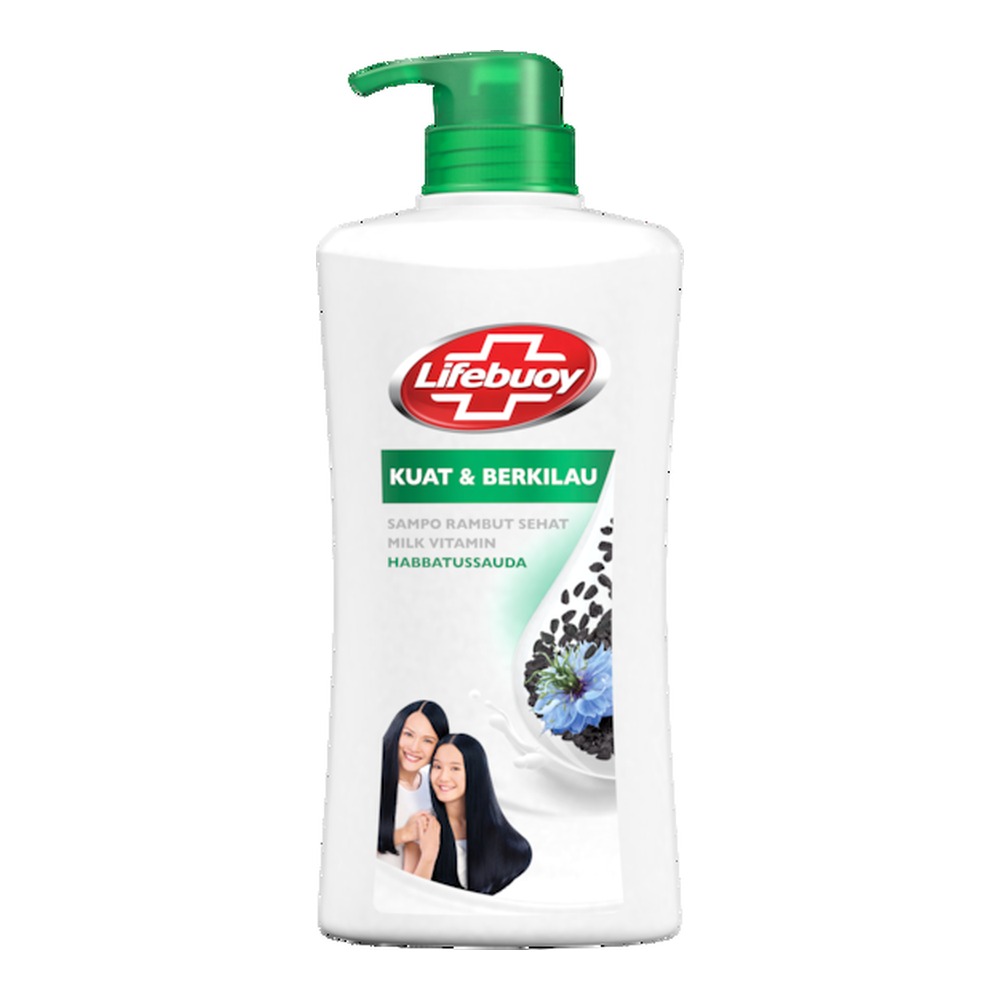 Lifebuoy
KUAT & BERKILAU
SAMPO RAMBUT SEHAT
MILK VITAMIN
HABBATUSSAUDA